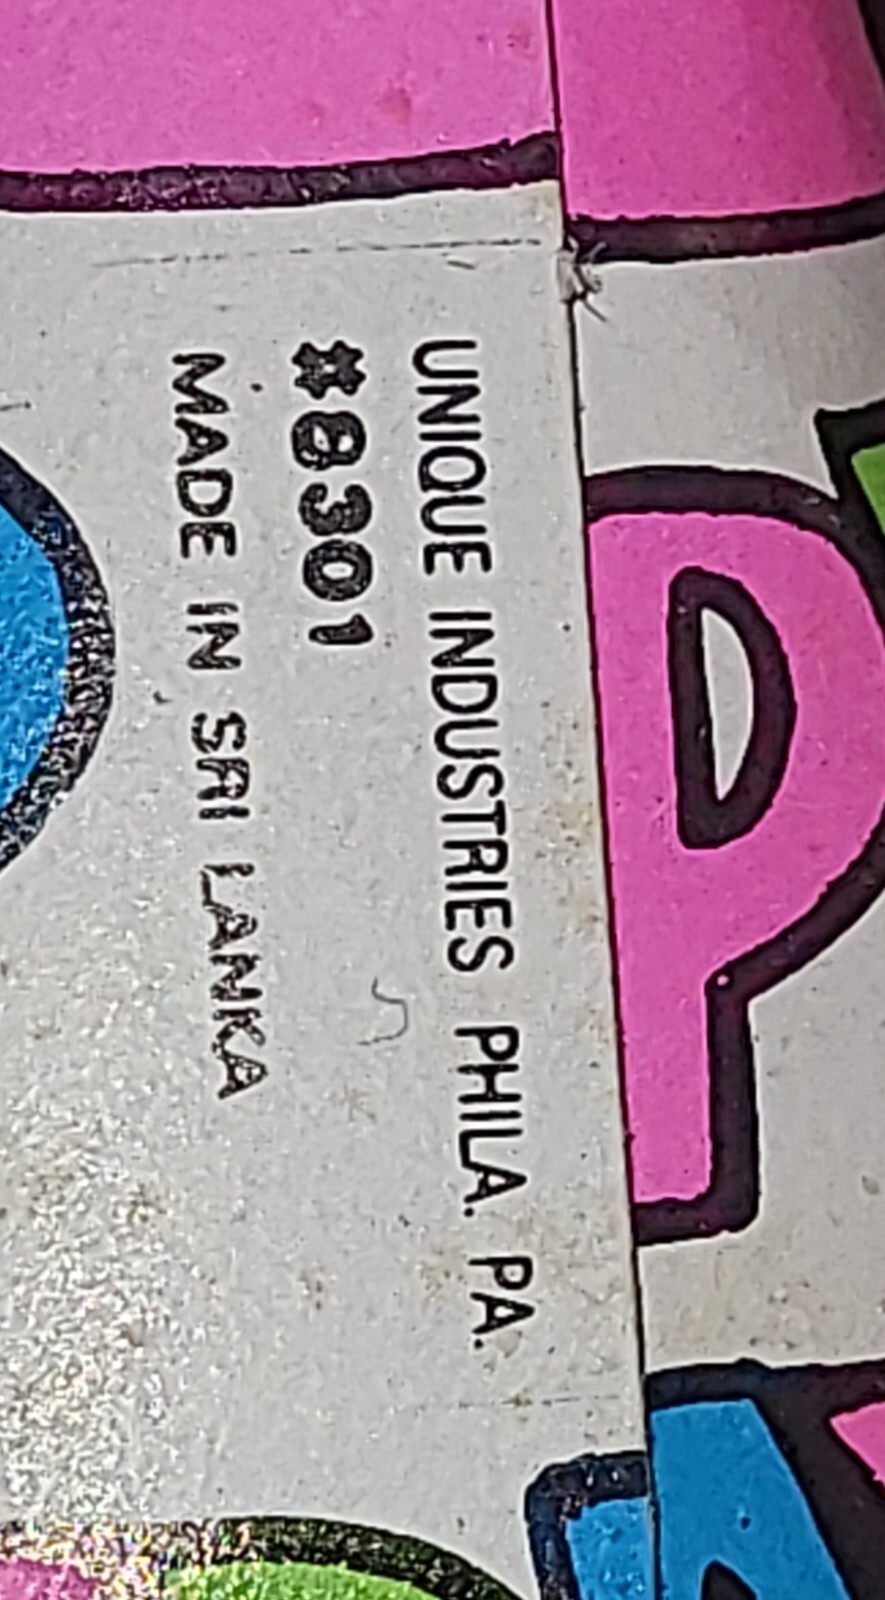 UNIQUE INDUSTRIES PHILA. PA.
#8301
MADE IN SRI LANKA
P
A